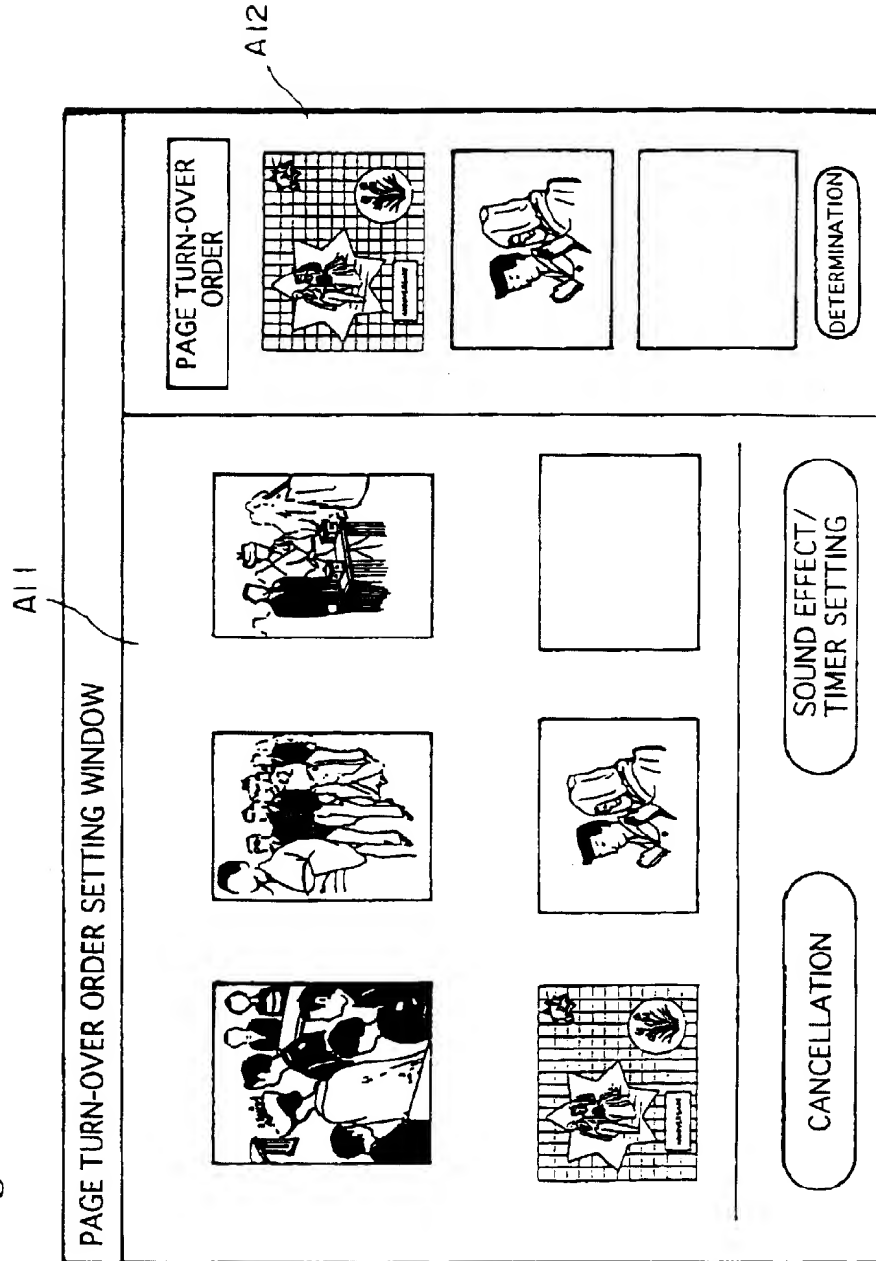 A11
A12
PAGE TURN-OVER ORDER SETTING WINDOW
PAGE TURN-OVER
ORDER
DETERMINATION
CANCELLATION
SOUND EFFECT/
TIMER SETTING